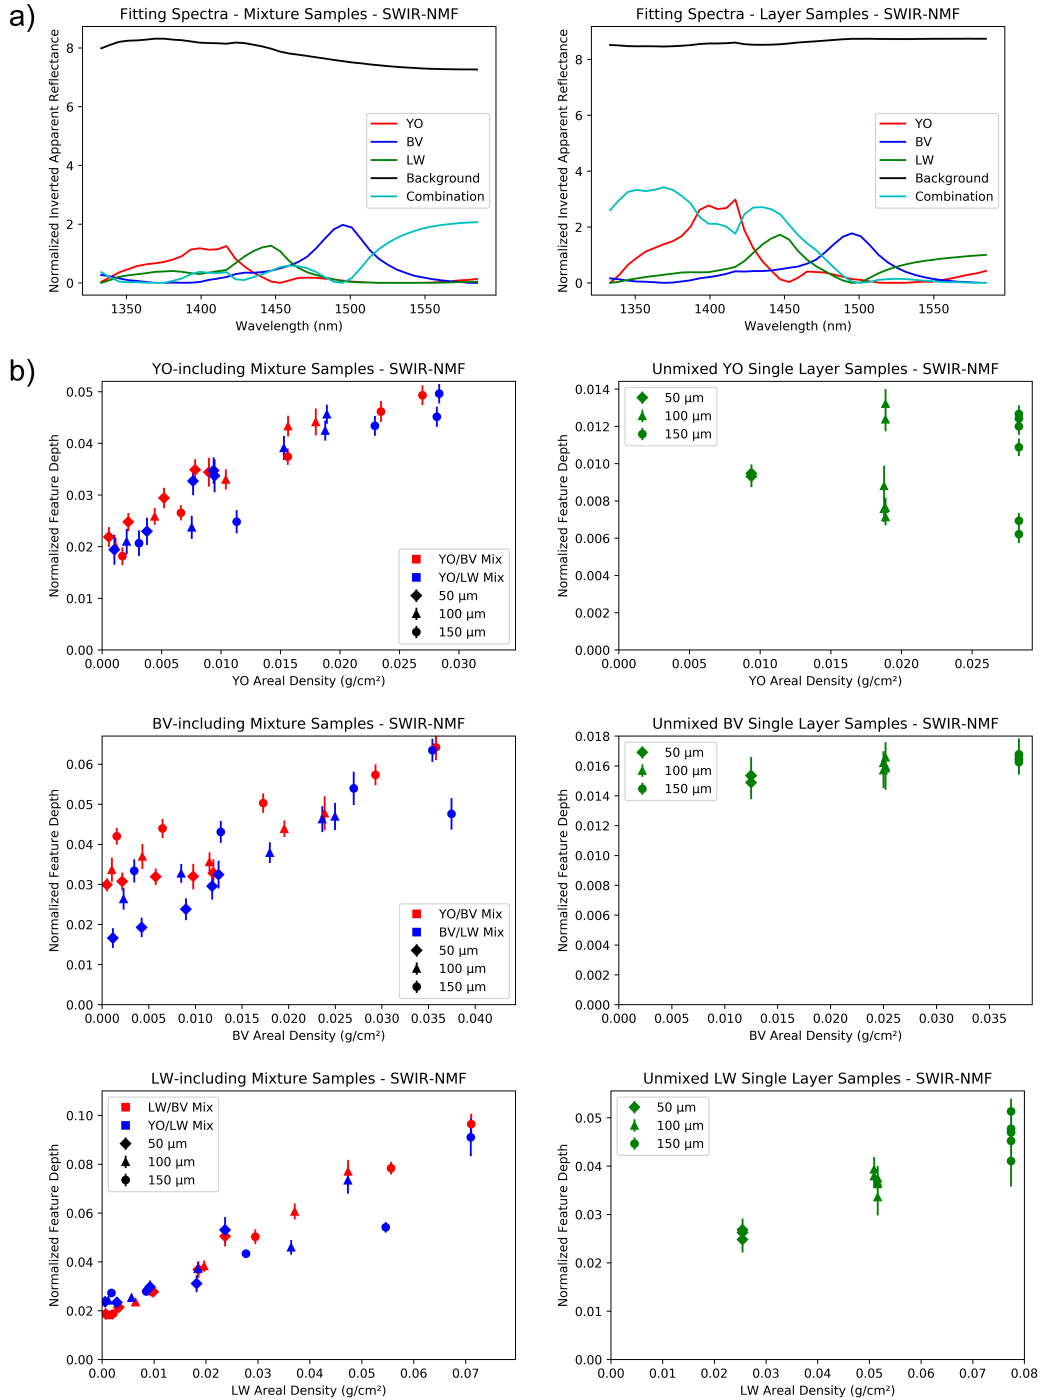 a)
Fitting Spectra - Mixture Samples - SWIR-NMF
Normalized Inverted Apparent Reflectance
8
6
4
2
0
YO
BV
LW
Background
Combination
1350 1400 1450 1500 1550
Wavelength (nm)
Fitting Spectra - Layer Samples - SWIR-NMF
Normalized Inverted Apparent Reflectance
8
6
4
2
0
YO
BV
LW
Background
Combination
1350 1400 1450 1500 1550
Wavelength (nm)
b)
YO-including Mixture Samples - SWIR-NMF
Normalized Feature Depth
0.05
0.04
0.03
0.02
0.01
0.00
YO/BV Mix
YO/LW Mix
50 μm
100 μm
150 μm
0.000 0.005 0.010 0.015 0.020 0.025 0.030
YO Areal Density (g/cm²)
Unmixed YO Single Layer Samples - SWIR-NMF
Normalized Feature Depth
0.014
0.012
0.010
0.008
0.006
0.004
0.002
0.000
50 μm
100 μm
150 μm
0.000 0.005 0.010 0.015 0.020 0.025
YO Areal Density (g/cm²)
BV-including Mixture Samples - SWIR-NMF
Normalized Feature Depth
0.06
0.05
0.04
0.03
0.02
0.01
0.00
YO/BV Mix
BV/LW Mix
50 μm
100 μm
150 μm
0.000 0.005 0.010 0.015 0.020 0.025 0.030 0.035 0.040
BV Areal Density (g/cm²)
Unmixed BV Single Layer Samples - SWIR-NMF
Normalized Feature Depth
0.018
0.016
0.014
0.012
0.010
0.008
0.006
0.004
0.002
0.000
50 μm
100 μm
150 μm
0.000 0.005 0.010 0.015 0.020 0.025 0.030 0.035
BV Areal Density (g/cm²)
LW-including Mixture Samples - SWIR-NMF
Normalized Feature Depth
0.10
0.08
0.06
0.04
0.02
0.00
LW/BV Mix
YO/LW Mix
50 μm
100 μm
150 μm
0.00 0.01 0.02 0.03 0.04 0.05 0.06 0.07
LW Areal Density (g/cm²)
Unmixed LW Single Layer Samples - SWIR-NMF
Normalized Feature Depth
0.05
0.04
0.03
0.02
0.01
0.00
50 μm
100 μm
150 μm
0.00 0.01 0.02 0.03 0.04 0.05 0.06 0.07 0.08
LW Areal Density (g/cm²)